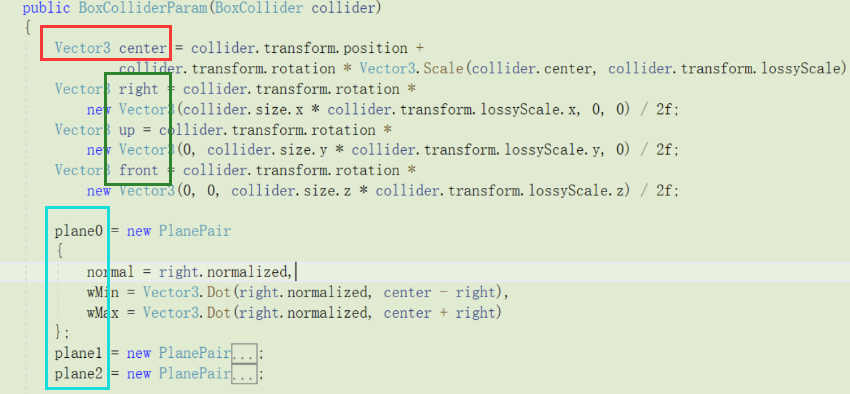 public BoxColliderParam(BoxCollider collider)
{
Vector3 center = collider.transform.position +
collider.transform.rotation * Vector3.Scale(collider.center, collider.transform.lossyScale)
Vector3 right = collider.transform.rotation *
new Vector3(collider.size.x * collider.transform.lossyScale.x, 0, 0) / 2f;
Vector3 up = collider.transform.rotation *
new Vector3(0, collider.size.y * collider.transform.lossyScale.y, 0) / 2f;
Vector3 front = collider.transform.rotation *
new Vector3(0, 0, collider.size.z * collider.transform.lossyScale.z) / 2f;
plane0 = new PlanePair
{
normal = right.normalized,
wMin = Vector3.Dot(right.normalized, center - right),
wMax = Vector3.Dot(right.normalized, center + right)
};
plane1 = new PlanePair...;
plane2 = new PlanePair...;